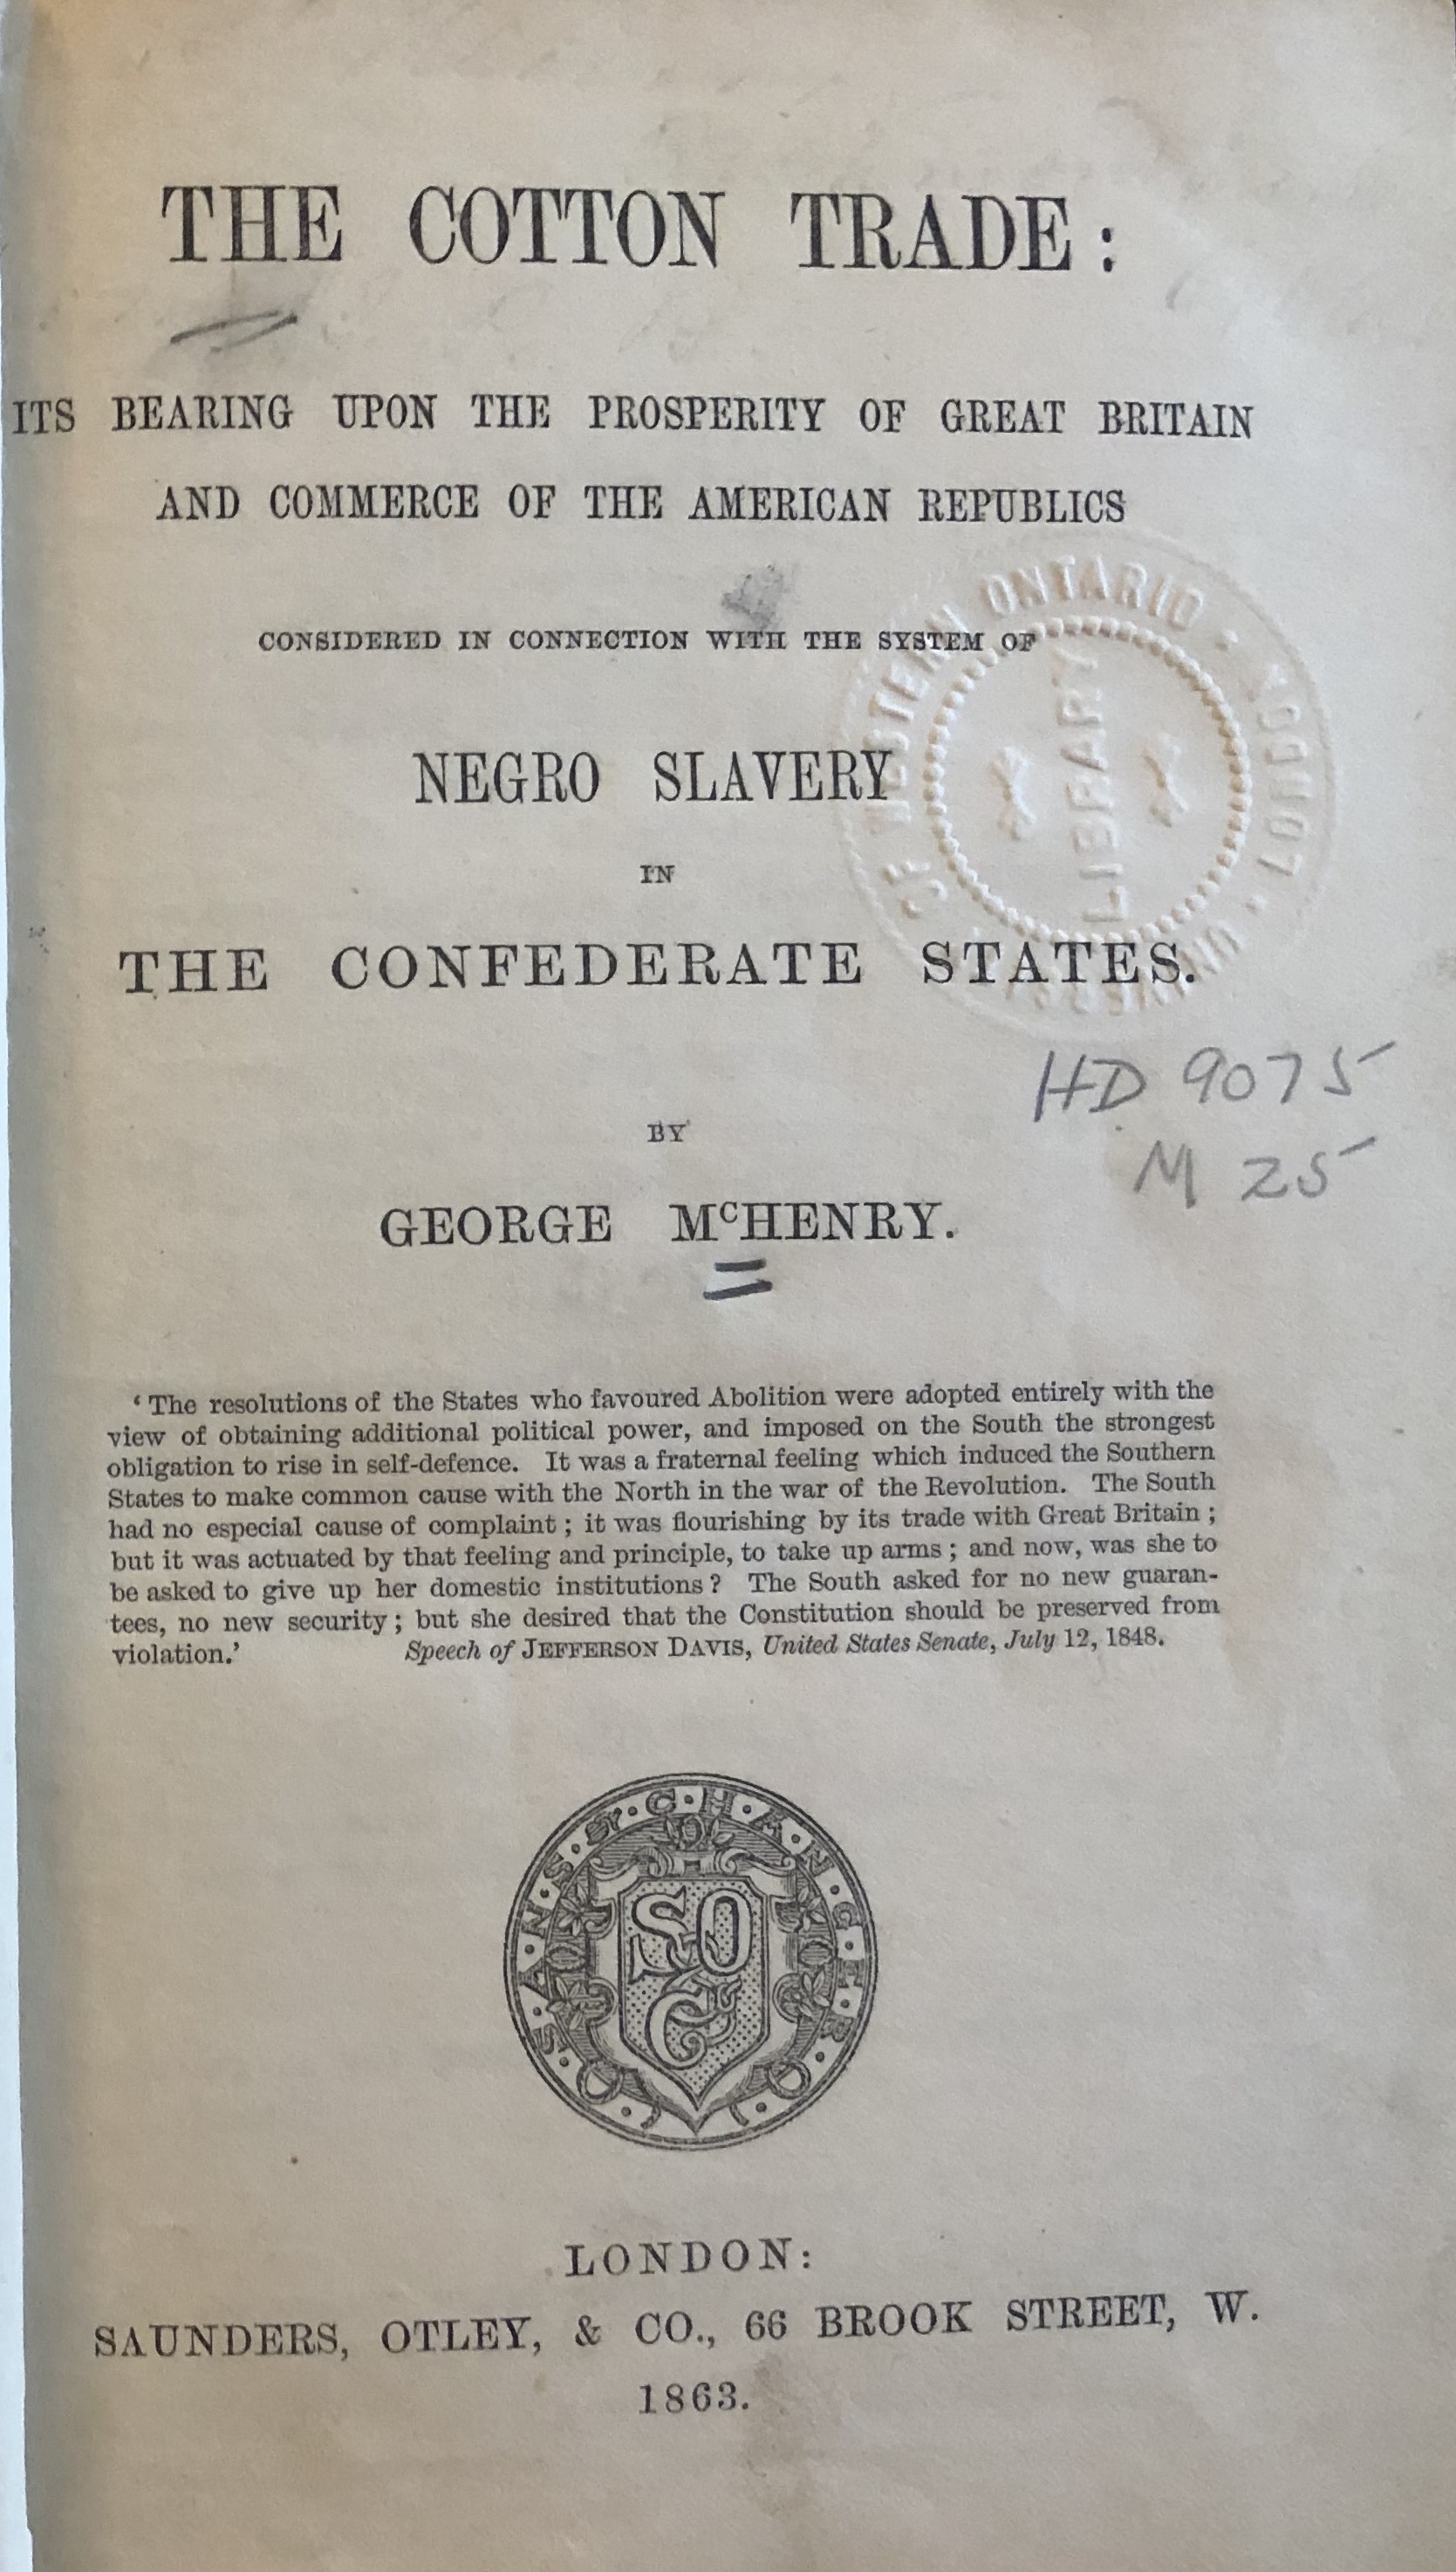 THE COTTON TRADE:
ITS BEARING UPON THE PROSPERITY OF GREAT BRITAIN
AND COMMERCE OF THE AMERICAN REPUBLICS
CONSIDERED IN CONNECTION WITH THE SYSTEM OF
NEGRO SLAVERY
IN
THE CONFEDERATE STATES.
OF WESTERN ONTARIO · LONDON ·
LIBRARY
HD 9075
M 25
BY
GEORGE McHENRY.
‘The resolutions of the States who favoured Abolition were adopted entirely with the
view of obtaining additional political power, and imposed on the South the strongest
obligation to rise in self-defence. It was a fraternal feeling which induced the Southern
States to make common cause with the North in the war of the Revolution. The South
had no especial cause of complaint; it was flourishing by its trade with Great Britain;
but it was actuated by that feeling and principle, to take up arms; and now, was she to
be asked to give up her domestic institutions? The South asked for no new guaran-
tees, no new security; but she desired that the Constitution should be preserved from
violation.’ Speech of JEFFERSON DAVIS, United States Senate, July 12, 1848.
S·A·N·S·CHANGER
SO & C
LONDON:
SAUNDERS, OTLEY, & CO., 66 BROOK STREET, W.
1863.